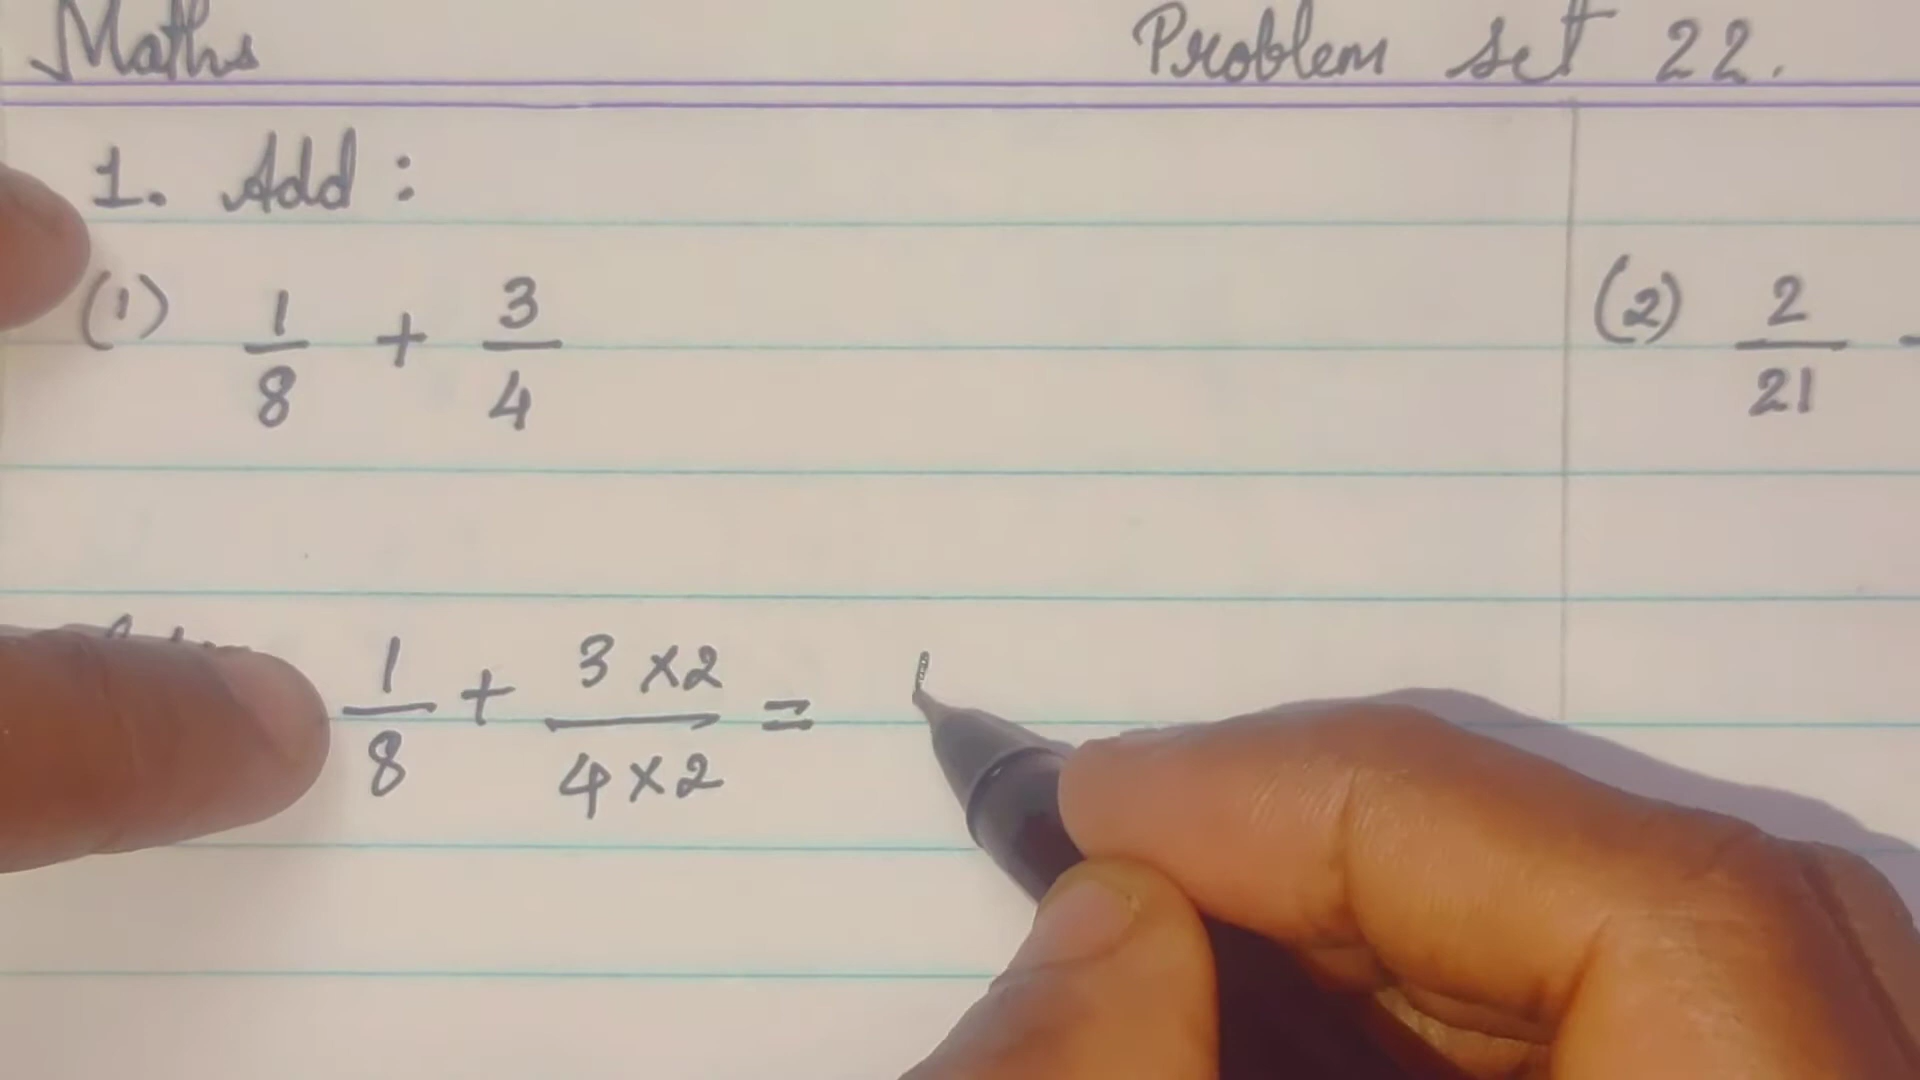 Maths Problem set 22.
1. Add :
(1) 1/8 + 3/4 (2) 2/21
1/8 + 3 ×2/4 ×2 = 1